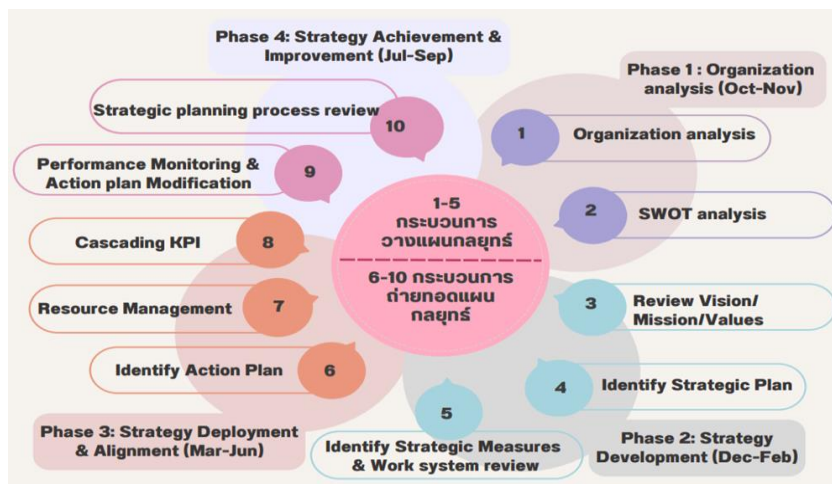 Phase 4: Strategy Achievement &
Improvement (Jul-Sep)
Phase 1 : Organization
analysis (Oct-Nov)
1
Organization analysis
2
SWOT analysis
3
Review Vision/
Mission/Values
4
Identify Strategic Plan
Phase 2: Strategy
Development (Dec-Feb)
5
Identify Strategic Measures
& Work system review
Phase 3: Strategy Deployment
& Alignment (Mar-Jun)
6
Identify Action Plan
7
Resource Management
8
Cascading KPI
9
Performance Monitoring &
Action plan Modification
10
Strategic planning process review
1-5
กระบวนการ
วางแผนกลยุทธ์
6-10 กระบวนการ
ถ่ายทอดแผน
กลยุทธ์